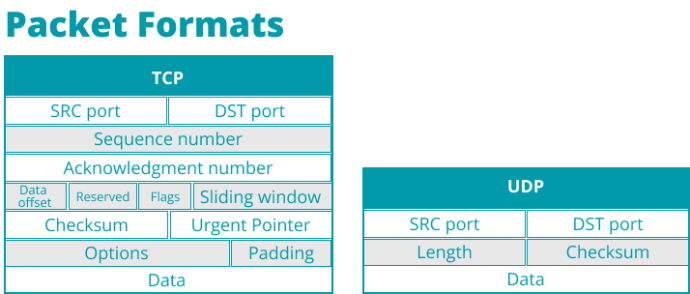 Packet Formats
TCP
SRC port DST port
Sequence number
Acknowledgment number
Data offset Reserved Flags Sliding window
Checksum Urgent Pointer
Options Padding
Data
UDP
SRC port DST port
Length Checksum
Data